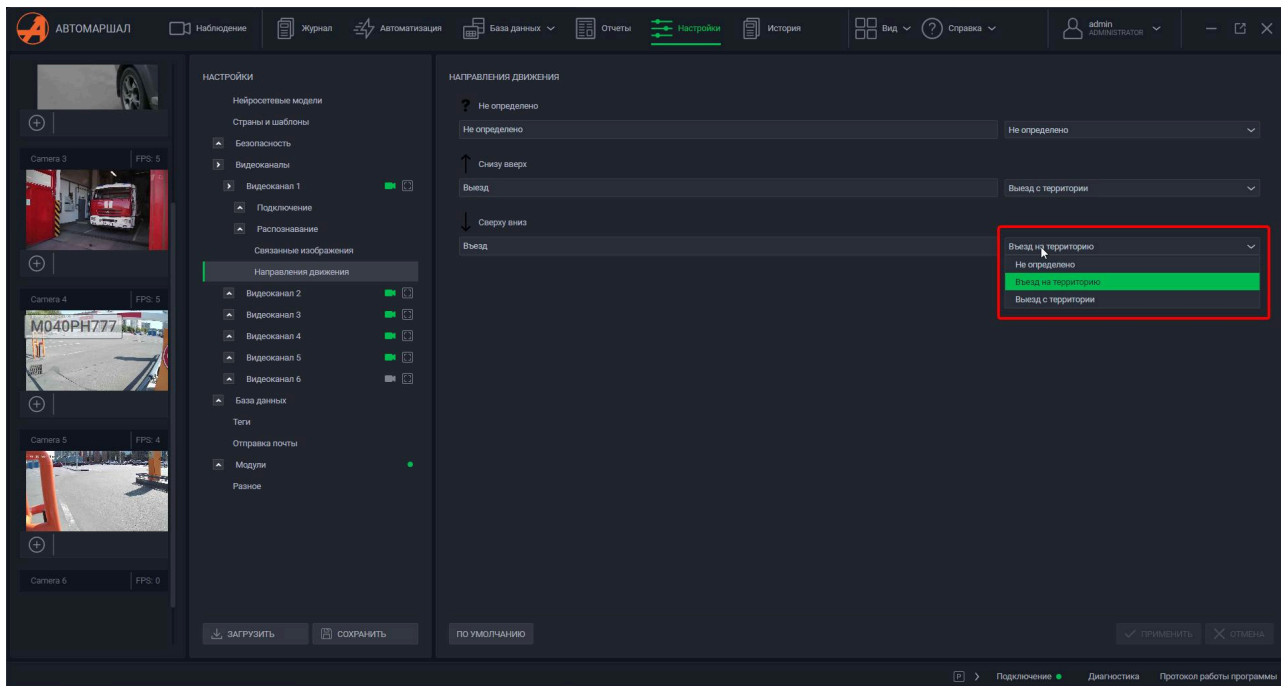 АВТОМАРШАЛ
Наблюдение
Журнал
Автоматизация
База данных
Отчеты
Настройки
История
Вид
Справка
admin
ADMINISTRATOR
Camera 3 FPS: 5
Camera 4 FPS: 5
М040РН777
Camera 5 FPS: 4
Camera 6 FPS: 0
НАСТРОЙКИ
Нейросетевые модели
Страны и шаблоны
Безопасность
Видеоканалы
Видеоканал 1
Подключение
Распознавание
Связанные изображения
Направления движения
Видеоканал 2
Видеоканал 3
Видеоканал 4
Видеоканал 5
Видеоканал 6
База данных
Теги
Отправка почты
Модули
Разное
ЗАГРУЗИТЬ
СОХРАНИТЬ
НАПРАВЛЕНИЯ ДВИЖЕНИЯ
? Не определено
Не определено
Не определено
Снизу вверх
Выезд
Выезд с территории
Сверху вниз
Въезд
Въезд на территорию
Не определено
Въезд на территорию
Выезд с территории
ПО УМОЛЧАНИЮ
ПРИМЕНИТЬ
ОТМЕНА
P
Подключение
Диагностика
Протокол работы программы